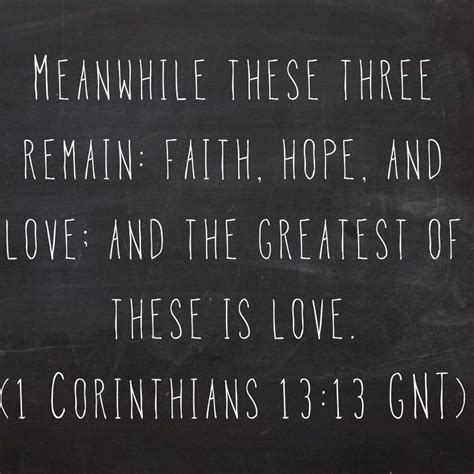 MEANWHILE THESE THREE
REMAIN: FAITH, HOPE, AND
LOVE; AND THE GREATEST OF
THESE IS LOVE.
(1 CORINTHIANS 13:13 GNT)